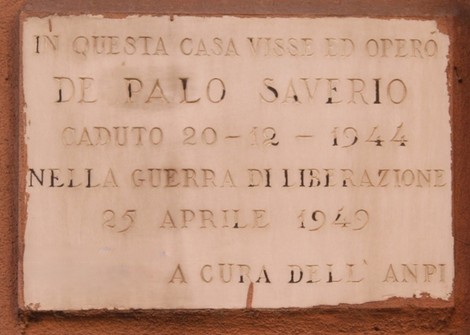 IN QUESTA CASA VISSE ED OPERÒ
DE PALO SAVERIO
CADUTO 20-12-1944
NELLA GUERRA DI LIBERAZIONE
25 APRILE 1949
A CURA DELL' ANPI